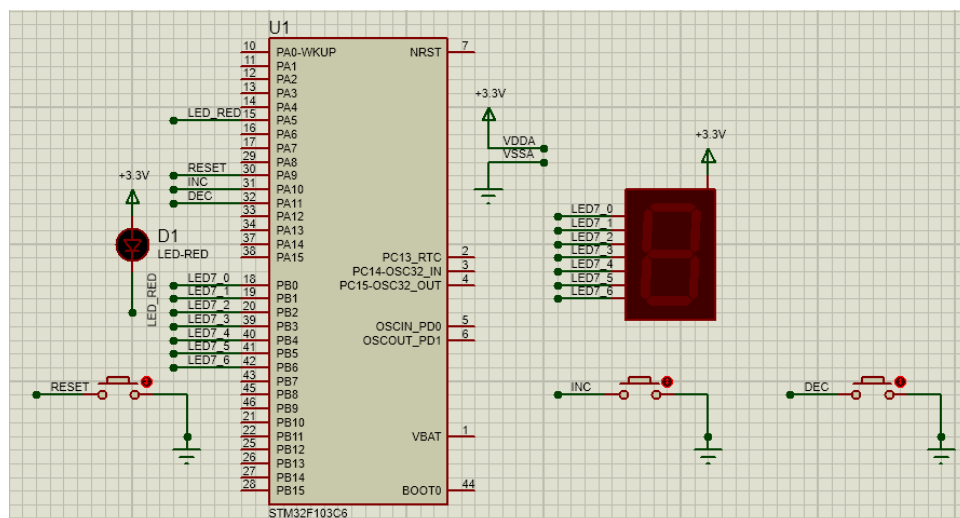 U1
10 PA0-WKUP
11 PA1
12 PA2
13 PA3
14 PA4
LED_RED 15 PA5
16 PA6
17 PA7
29 PA8
RESET 30 PA9
INC 31 PA10
DEC 32 PA11
33 PA12
34 PA13
37 PA14
38 PA15
LED7_0 18 PB0
LED7_1 19 PB1
LED7_2 20 PB2
LED7_3 39 PB3
LED7_4 40 PB4
LED7_5 41 PB5
LED7_6 42 PB6
43 PB7
45 PB8
46 PB9
21 PB10
22 PB11
25 PB12
26 PB13
27 PB14
28 PB15
NRST 7
PC13_RTC 2
PC14-OSC32_IN 3
PC15-OSC32_OUT 4
OSCIN_PD0 5
OSCOUT_PD1 6
VBAT 1
BOOT0 44
STM32F103C6
+3.3V
D1
LED-RED
LED_RED
RESET
+3.3V
VDDA
VSSA
+3.3V
LED7_0
LED7_1
LED7_2
LED7_3
LED7_4
LED7_5
LED7_6
INC
DEC